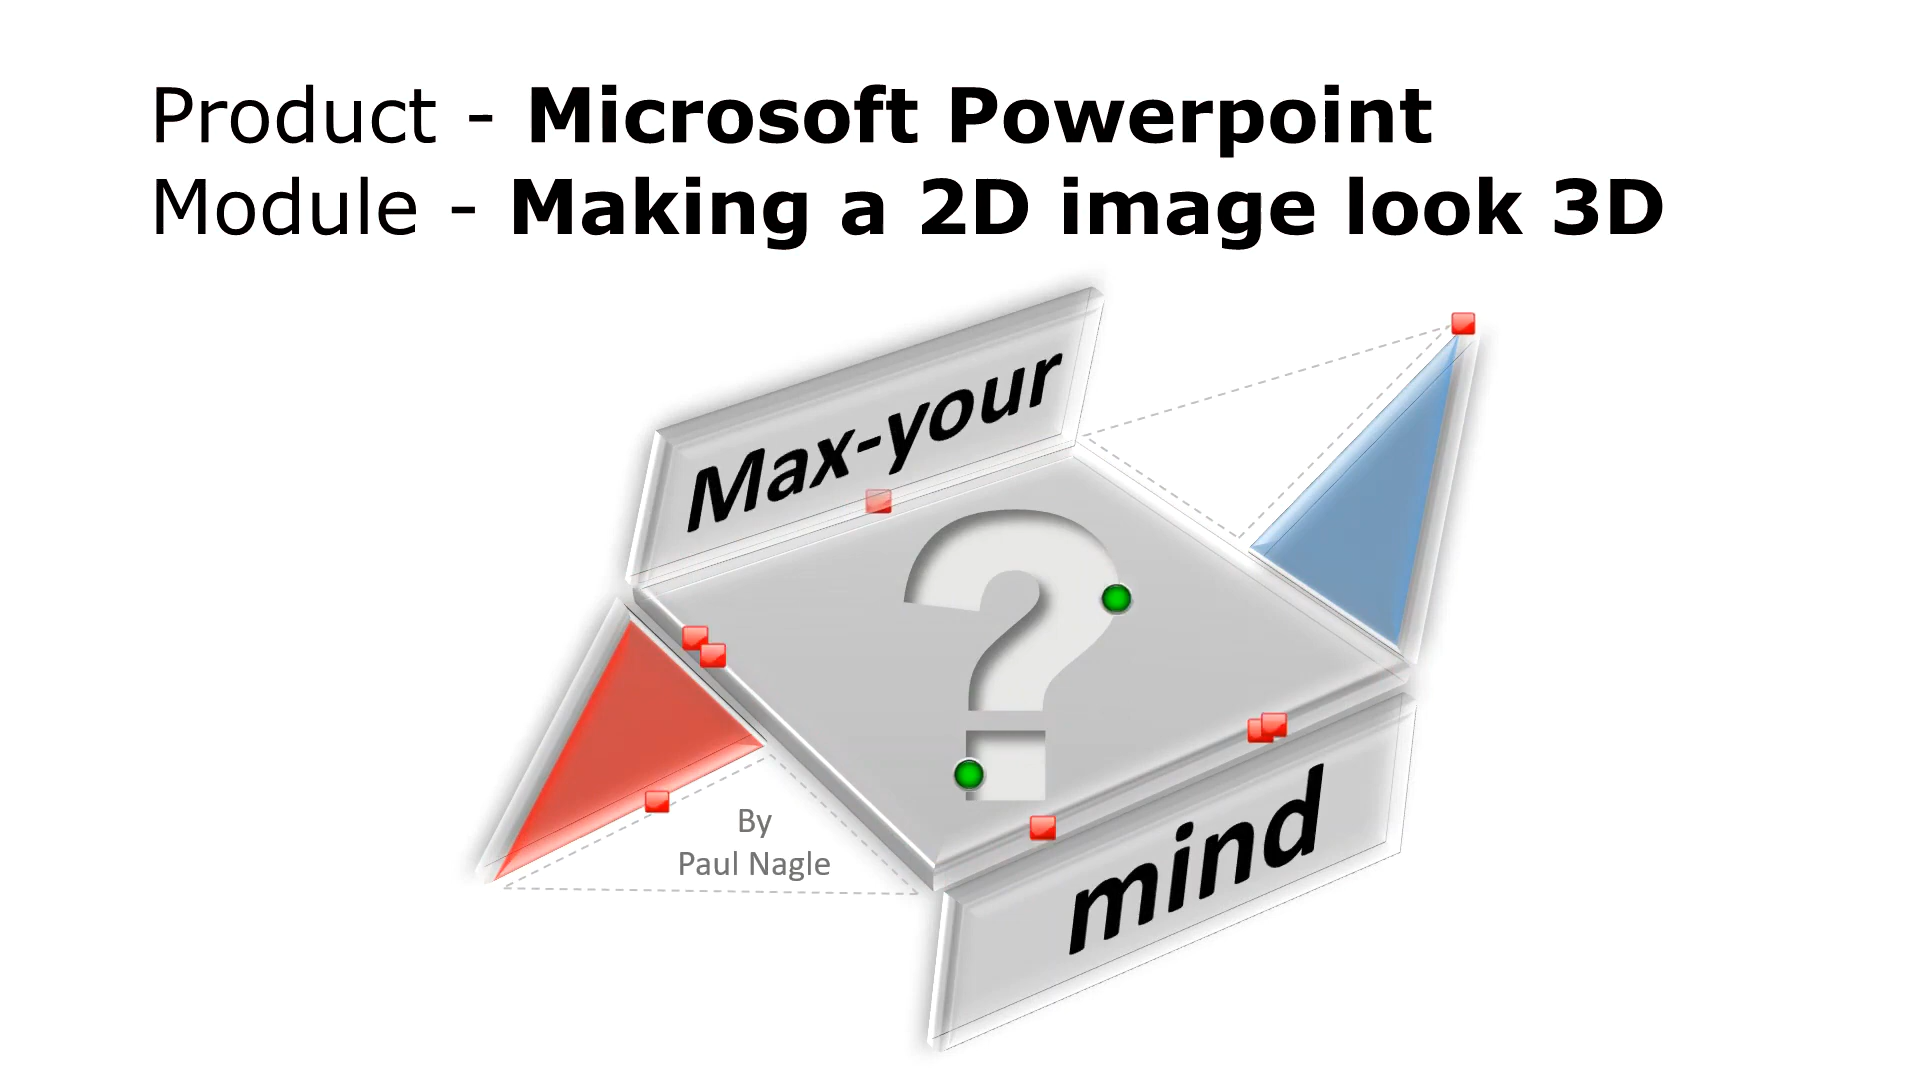 Product - Microsoft Powerpoint
Module - Making a 2D image look 3D
Max-your
?
By
Paul Nagle
mind